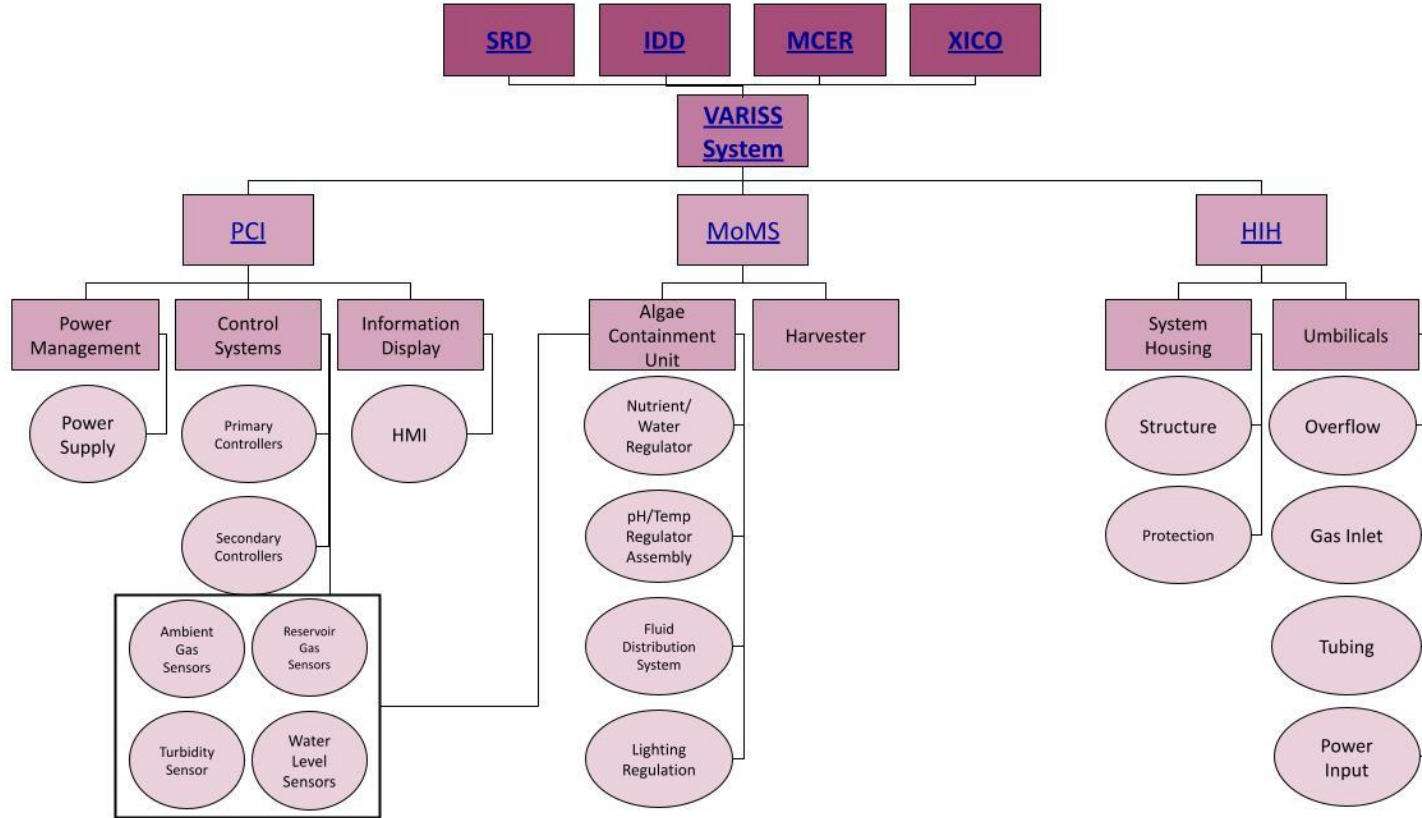 SRD
IDD
MCER
XICO
VARISS
System
PCI
MoMS
HIH
Power
Management
Control
Systems
Information
Display
Algae
Containment
Unit
Harvester
System
Housing
Umbilicals
Power
Supply
Primary
Controllers
HMI
Nutrient/
Water
Regulator
Structure
Overflow
Secondary
Controllers
pH/Temp
Regulator
Assembly
Protection
Gas Inlet
Ambient
Gas
Sensors
Reservoir
Gas
Sensors
Fluid
Distribution
System
Tubing
Turbidity
Sensor
Water
Level
Sensors
Lighting
Regulation
Power
Input